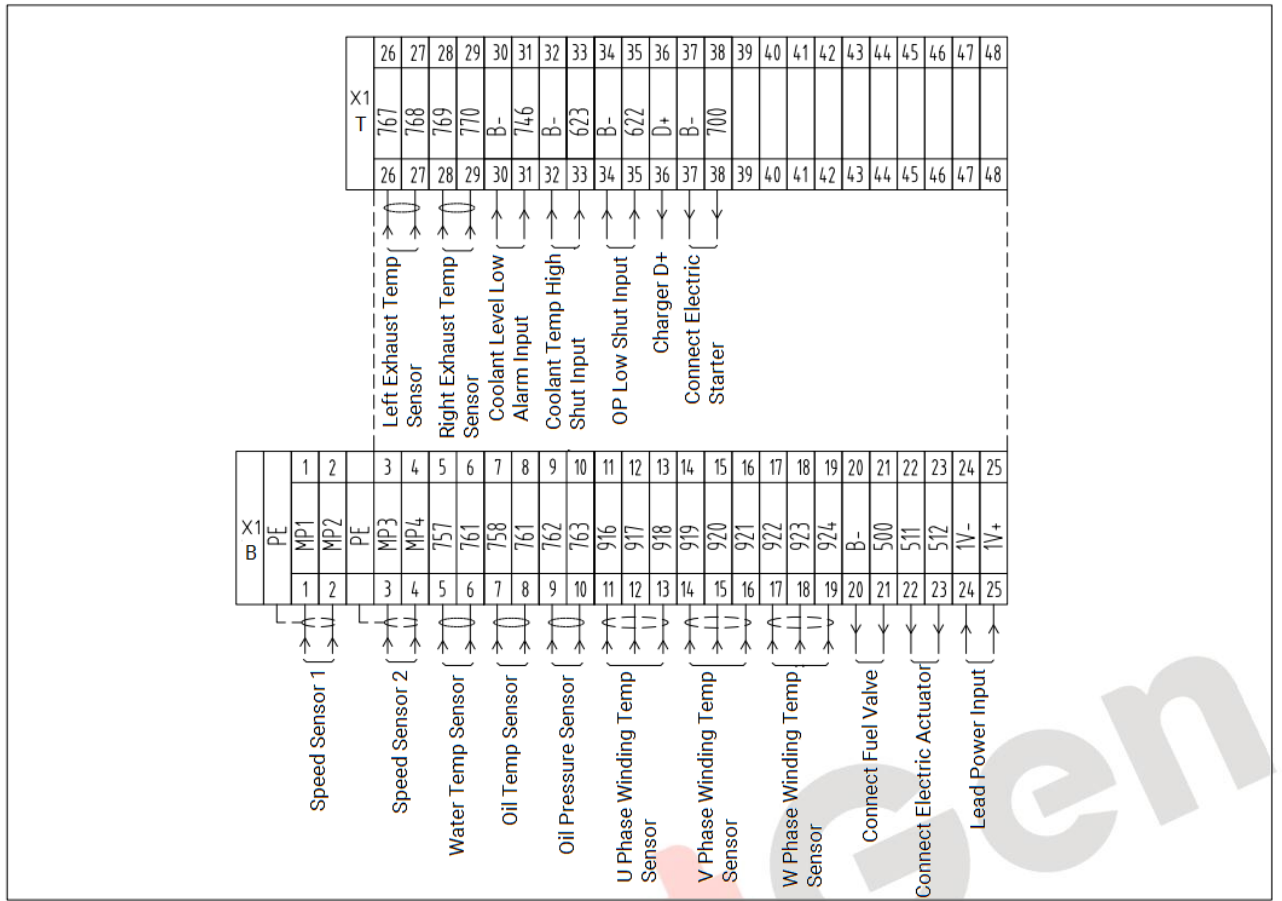 26 27 28 29 30 31 32 33 34 35 36 37 38 39 40 41 42 43 44 45 46 47 48
X1
T
767 768 769 770 B- 746 B- 623 B- 622 D+ B- 700
26 27 28 29 30 31 32 33 34 35 36 37 38 39 40 41 42 43 44 45 46 47 48
Left Exhaust Temp
Sensor
Right Exhaust Temp
Sensor
Coolant Level Low
Alarm Input
Coolant Temp High
Shut Input
OP Low Shut Input
Charger D+
Connect Electric
Starter
1 2 3 4 5 6 7 8 9 10 11 12 13 14 15 16 17 18 19 20 21 22 23 24 25
X1
B
PE MP1 MP2 PE MP3 MP4 757 761 758 761 762 763 916 917 918 919 920 921 922 923 924 B- 500 511 512 1V- 1V+
1 2 3 4 5 6 7 8 9 10 11 12 13 14 15 16 17 18 19 20 21 22 23 24 25
Speed Sensor 1
Speed Sensor 2
Water Temp Sensor
Oil Temp Sensor
Oil Pressure Sensor
U Phase Winding Temp
Sensor
V Phase Winding Temp
Sensor
W Phase Winding Temp
Sensor
Connect Fuel Valve
Connect Electric Actuator
Lead Power Input
rGen